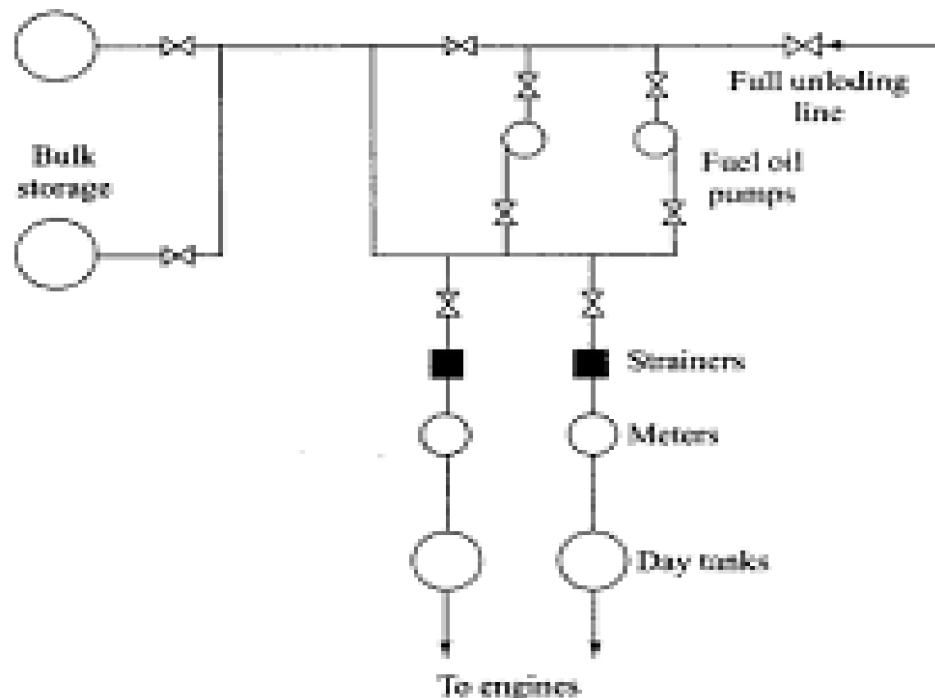 Full unloding
line
Bulk
storage
Fuel oil
pumps
Strainers
Meters
Day tanks
To engines